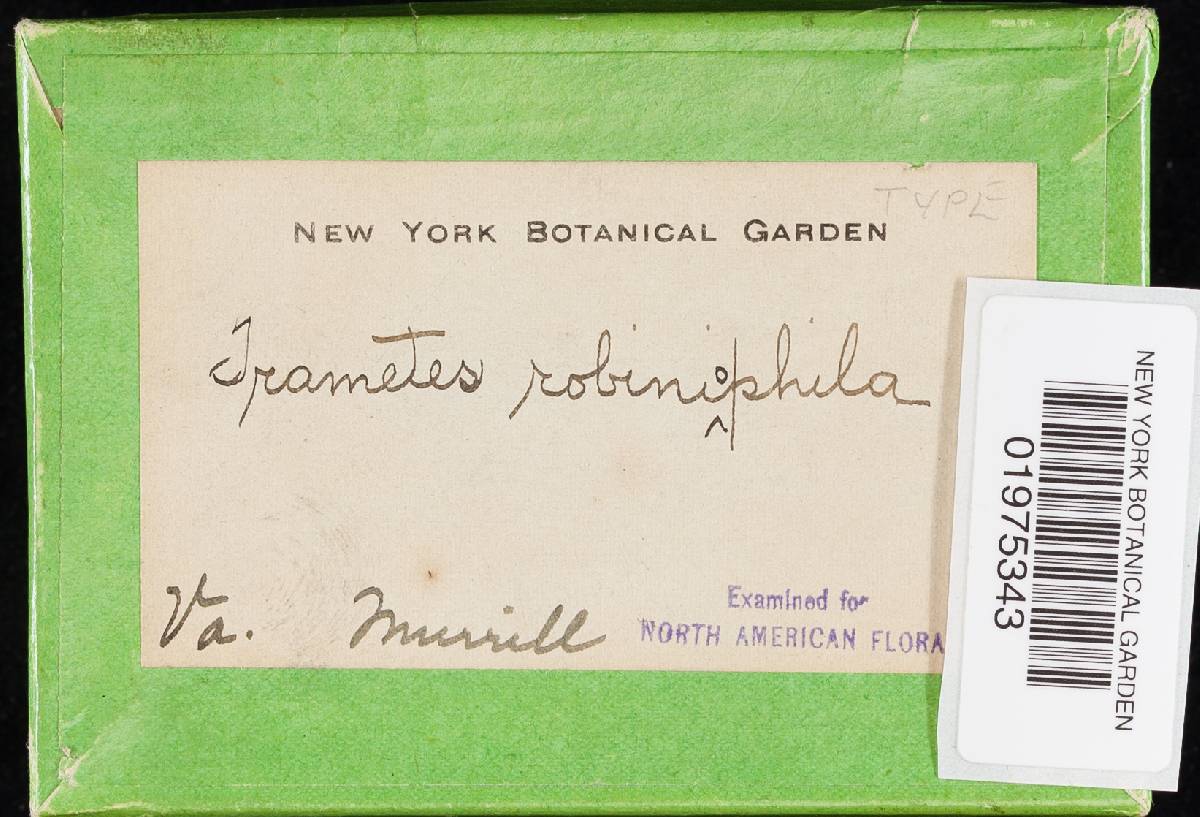 TYPE
NEW YORK BOTANICAL GARDEN
Trametes robiniophila
Va. Murrill
Examined for
NORTH AMERICAN FLORA
NEW YORK BOTANICAL GARDEN
01975343